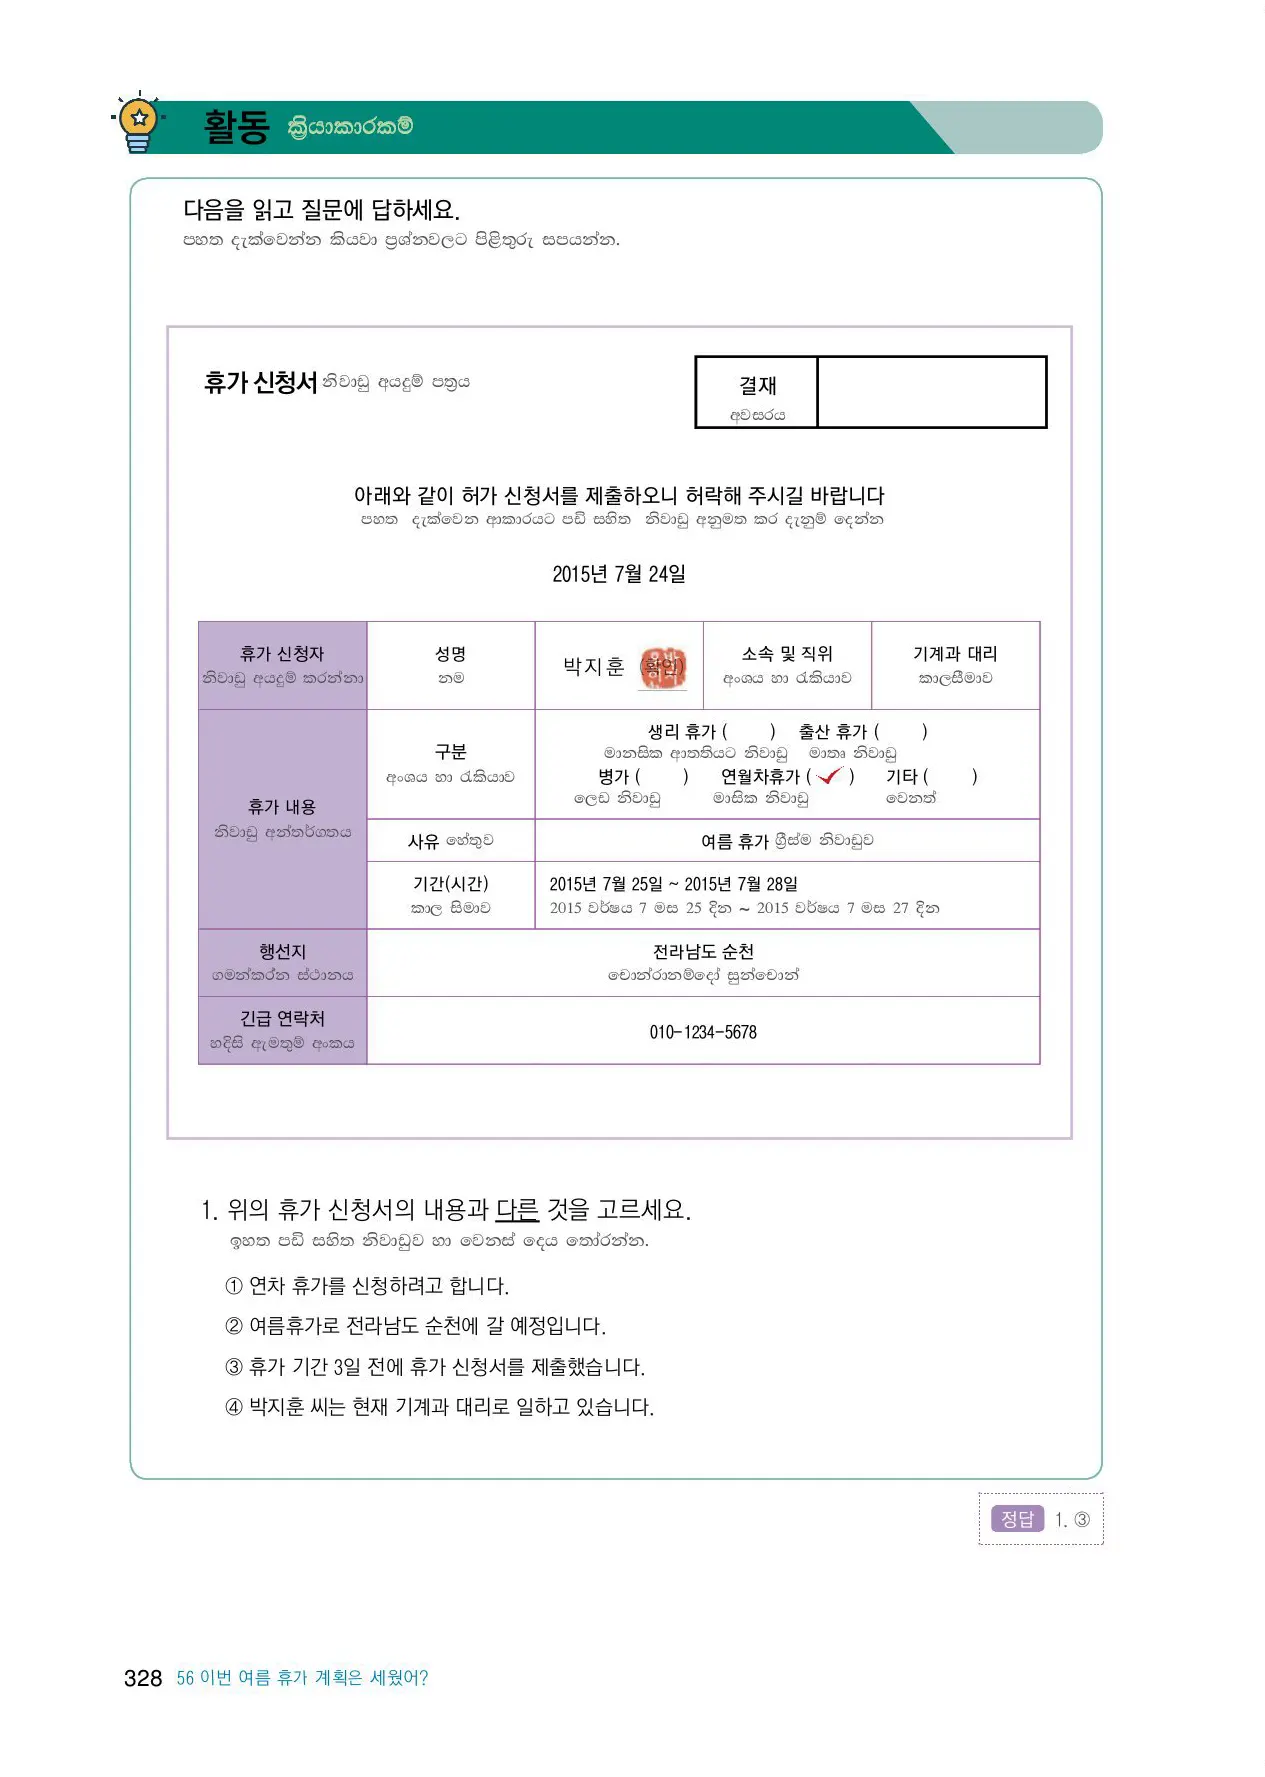 활동 ක්‍රියාකාරකම්
다음을 읽고 질문에 답하세요.
පහත දැක්වෙන්න කියවා ප්‍රශ්නවලට පිළිතුරු සපයන්න.
휴가 신청서 නිවාඩු අයදුම් පත්‍රය
결재
අවසරය
아래와 같이 허가 신청서를 제출하오니 허락해 주시길 바랍니다
පහත දැක්වෙන ආකාරයට පඩි සහිත නිවාඩු අනුමත කර දැනුම් දෙන්න
2015년 7월 24일
휴가 신청자 성명 박지훈 (확인) 소속 및 직위 기계과 대리
නිවාඩු අයදුම් කරන්නා නම අංශය හා රැකියාව කාලසීමාව
휴가 내용
නිවාඩු අන්තර්ගතය
구분
අංශය හා රැකියාව
생리 휴가 ( ) 출산 휴가 ( )
මානසික ආතතියට නිවාඩු මාතෘ නිවාඩු
병가 ( ) 연월차휴가 ( ✓ ) 기타 ( )
ලෙඩ නිවාඩු මාසික නිවාඩු වෙනත්
사유 හේතුව 여름 휴가 ග්‍රීස්ම නිවාඩුව
기간(시간) 2015년 7월 25일 ~ 2015년 7월 28일
කාල සිමාව 2015 වර්ෂය 7 මස 25 දින ~ 2015 වර්ෂය 7 මස 27 දින
행선지 전라남도 순천
ගමන්කරන ස්ථානය චොන්රානම්දෝ සුන්චොන්
긴급 연락처 010-1234-5678
හදිසි ඇමතුම් අංකය
1. 위의 휴가 신청서의 내용과 다른 것을 고르세요.
ඉහත පඩි සහිත නිවාඩුව හා වෙනස් දෙය තෝරන්න.
① 연차 휴가를 신청하려고 합니다.
② 여름휴가로 전라남도 순천에 갈 예정입니다.
③ 휴가 기간 3일 전에 휴가 신청서를 제출했습니다.
④ 박지훈 씨는 현재 기계과 대리로 일하고 있습니다.
정답 1. ③
328 56 이번 여름 휴가 계획은 세웠어?